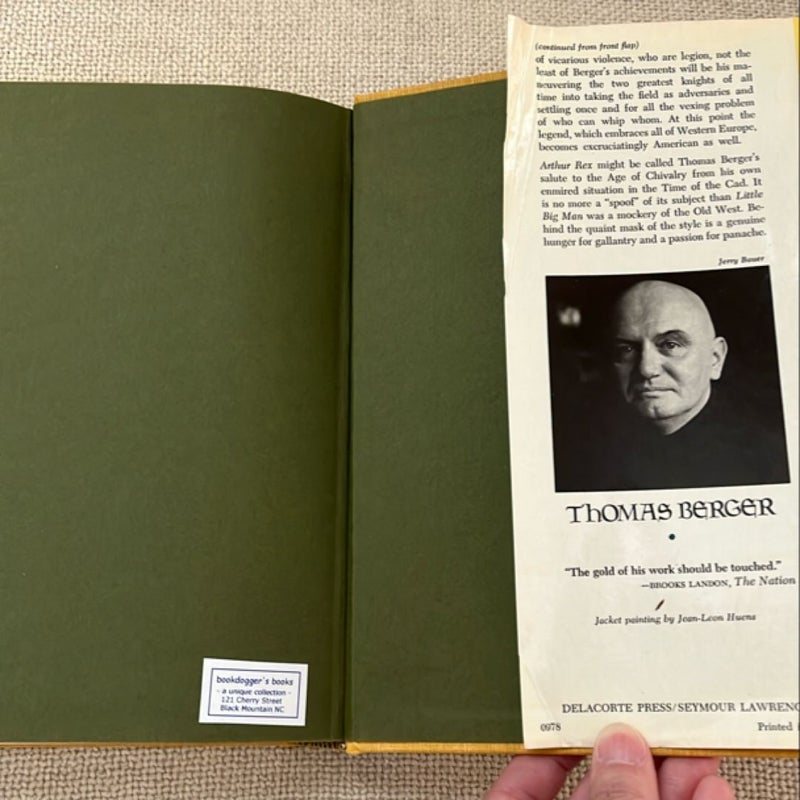 (continued from front flap)
of vicarious violence, who are legion, not the
least of Berger's achievements will be his ma-
neuvering the two greatest knights of all
time into taking the field as adversaries and
settling once and for all the vexing problem
of who can whip whom. At this point the
legend, which embraces all of Western Europe,
becomes excruciatingly American as well.
Arthur Rex might be called Thomas Berger's
salute to the Age of Chivalry from his own
enmired situation in the Time of the Cad. It
is no more a "spoof" of its subject than Little
Big Man was a mockery of the Old West. Be-
hind the quaint mask of the style is a genuine
hunger for gallantry and a passion for panache.
Jerry Bauer
THOMAS BERGER
"The gold of his work should be touched."
—BROOKS LANDON, The Nation
Jacket painting by Jean-Leon Huens
DELACORTE PRESS/SEYMOUR LAWRENC
0978 Printed i
bookdogger's books
- a unique collection -
121 Cherry Street
Black Mountain NC